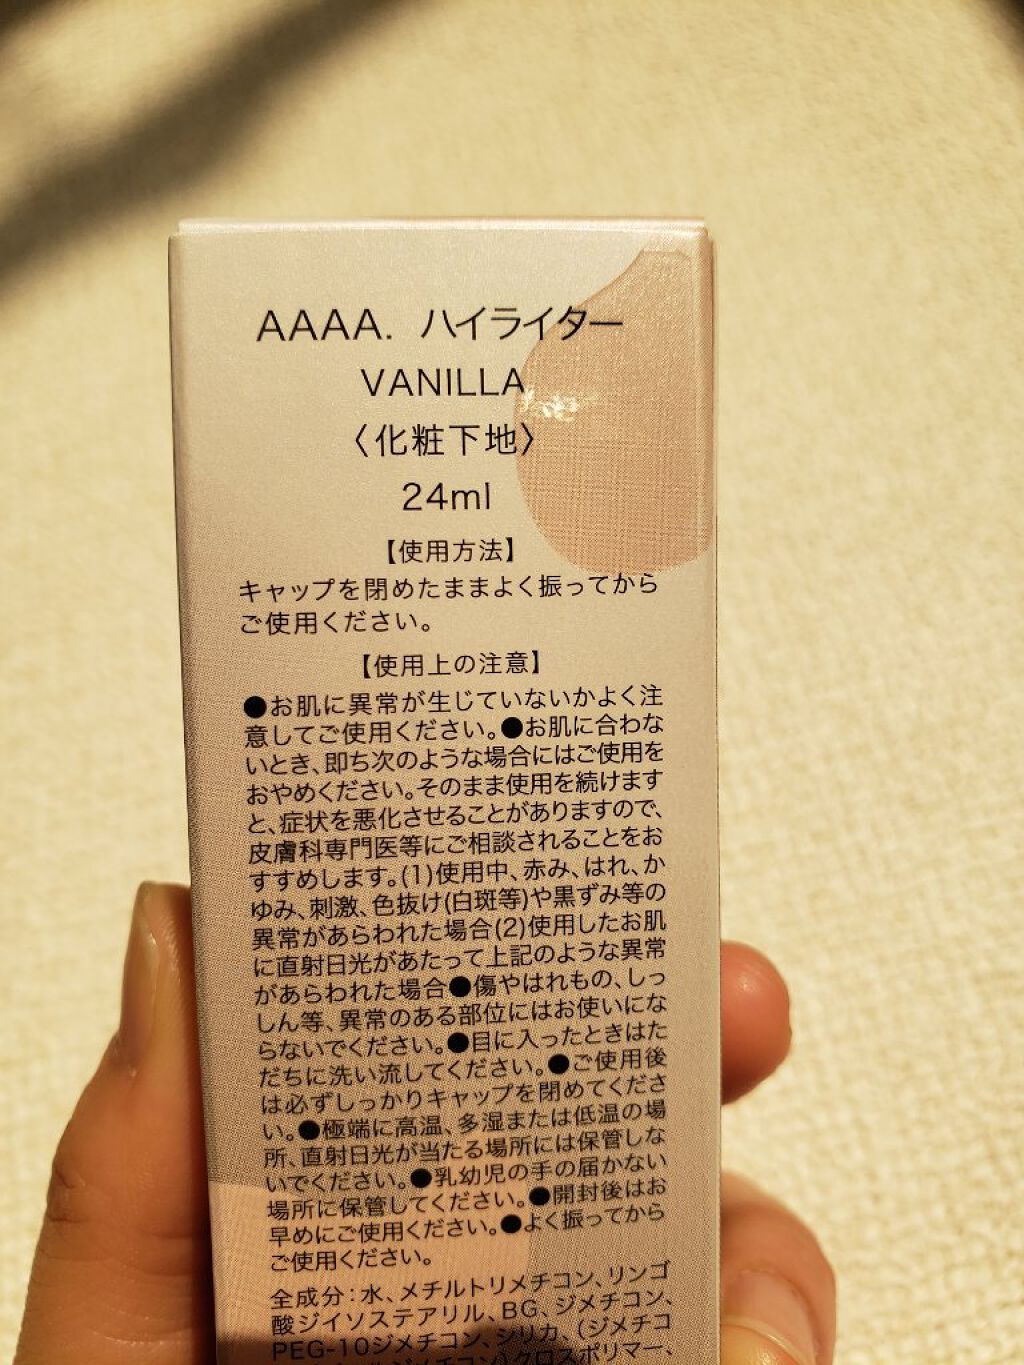 AAAA. ハイライター
VANILLA
〈化粧下地〉
24ml
【使用方法】
キャップを閉めたままよく振ってから
ご使用ください。
【使用上の注意】
●お肌に異常が生じていないかよく注
意してご使用ください。●お肌に合わな
いとき、即ち次のような場合にはご使用を
おやめください。そのまま使用を続けます
と、症状を悪化させることがありますので、
皮膚科専門医等にご相談されることをお
すすめします。(1)使用中、赤み、はれ、か
ゆみ、刺激、色抜け(白斑等)や黒ずみ等の
異常があらわれた場合(2)使用したお肌
に直射日光があたって上記のような異常
があらわれた場合●傷やはれもの、しっ
しん等、異常のある部位にはお使いにな
らないでください。●目に入ったときはた
だちに洗い流してください。●ご使用後
は必ずしっかりキャップを閉めてくださ
い。●極端に高温、多湿または低温の場
所、直射日光が当たる場所には保管しな
いでください。●乳幼児の手の届かない
場所に保管してください。●開封後はお
早めにご使用ください。●よく振ってから
ご使用ください。
全成分：水、メチルトリメチコン、リンゴ
酸ジイソステアリル、BG、ジメチコン、
PEG-10ジメチコン、シリカ、(ジメチコ
クロスポリマー、